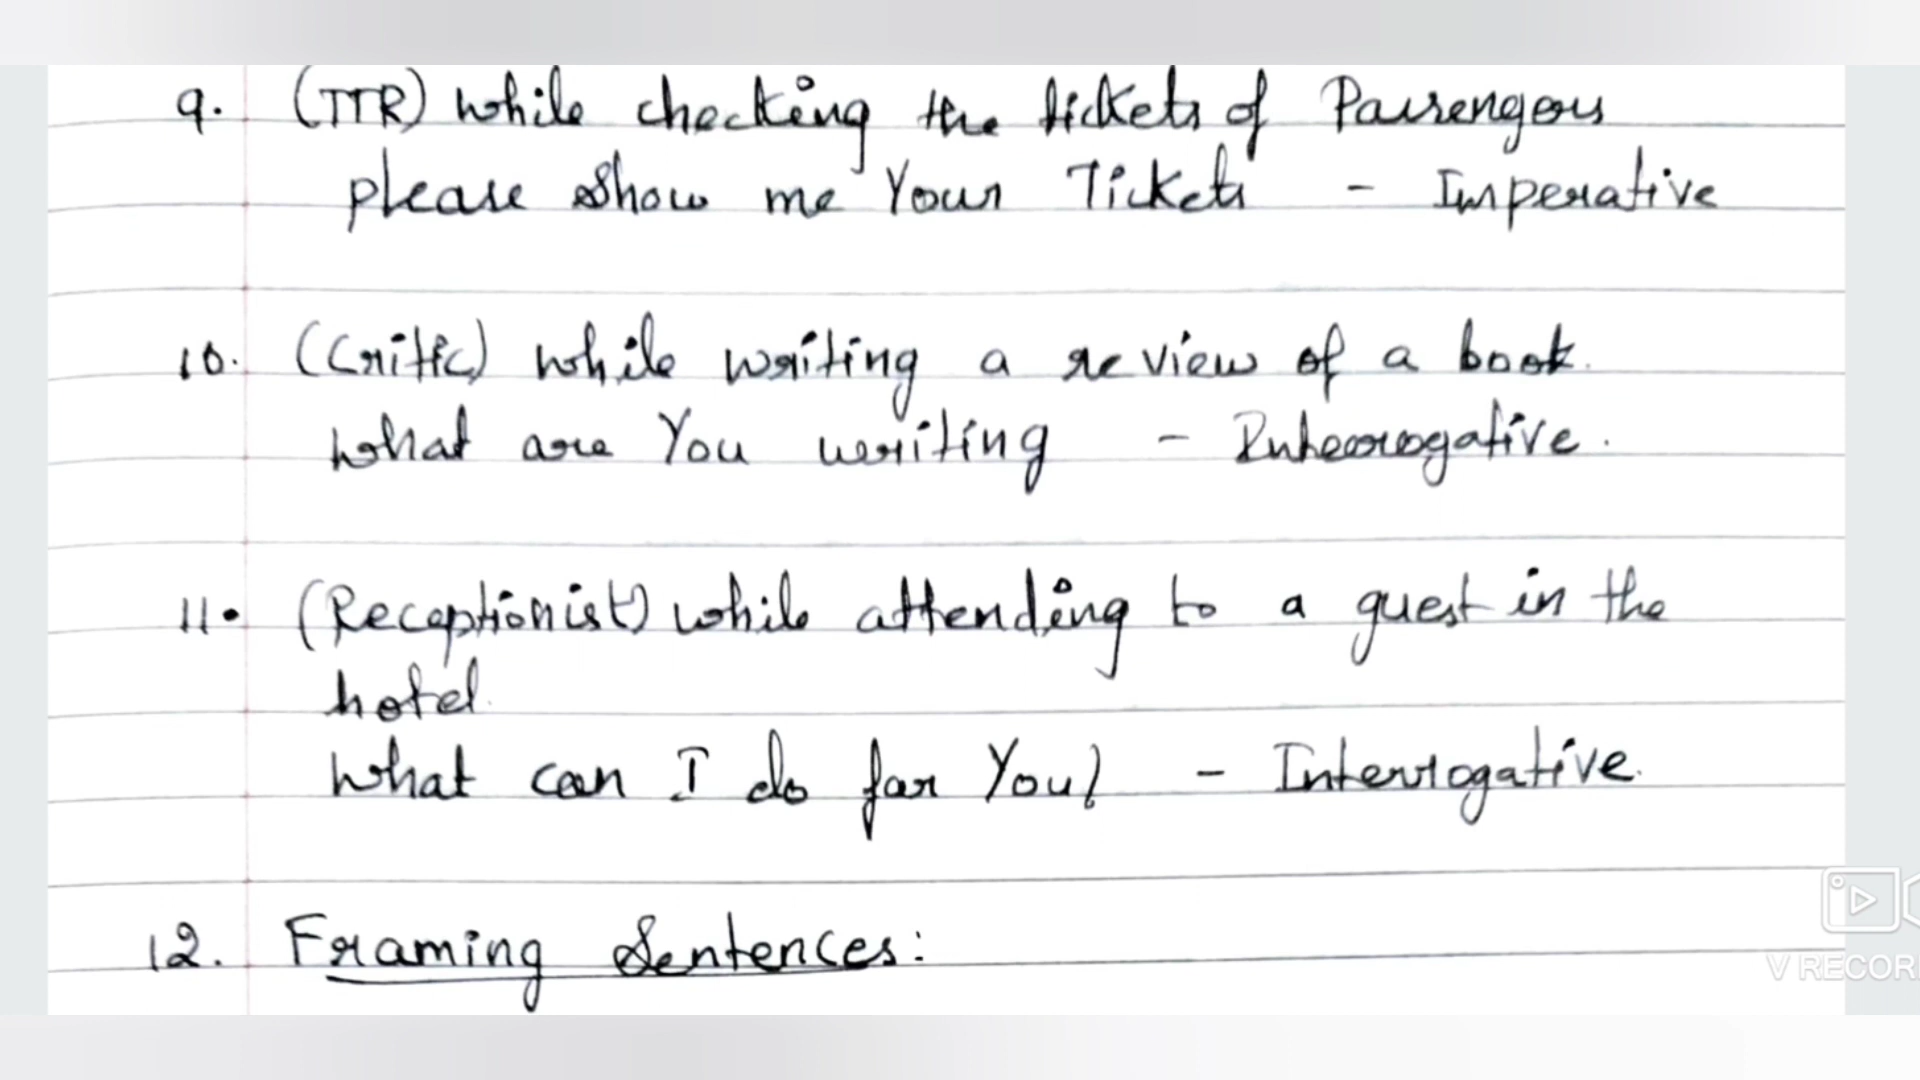 9. (TTR) while checking the tickets of Passengers
please show me Your Tickets - Imperative
10. (Critic) while writing a review of a book.
what are You writing - Interrogative.
11. (Receptionist) while attending to a guest in the
hotel.
what can I do for You? - Interrogative.
12. Framing Sentences:
V RECOR